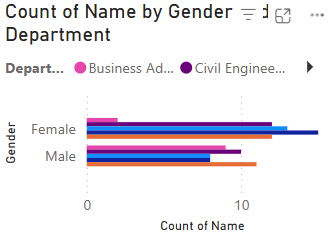 Count of Name by Gender d
Department
Depart... Business Ad... Civil Enginee...
Gender
Female
Male
0 10
Count of Name